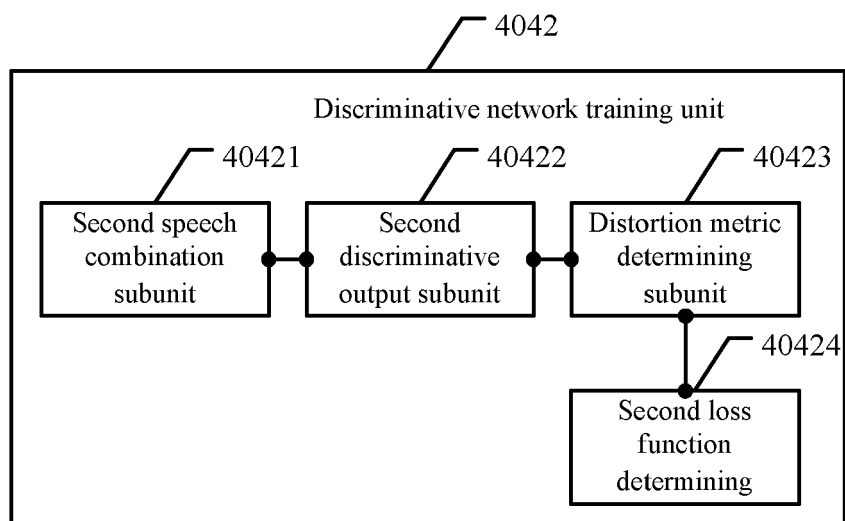 4042
Discriminative network training unit
40421
40422
40423
Second speech
combination
subunit
Second
discriminative
output subunit
Distortion metric
determining
subunit
40424
Second loss
function
determining